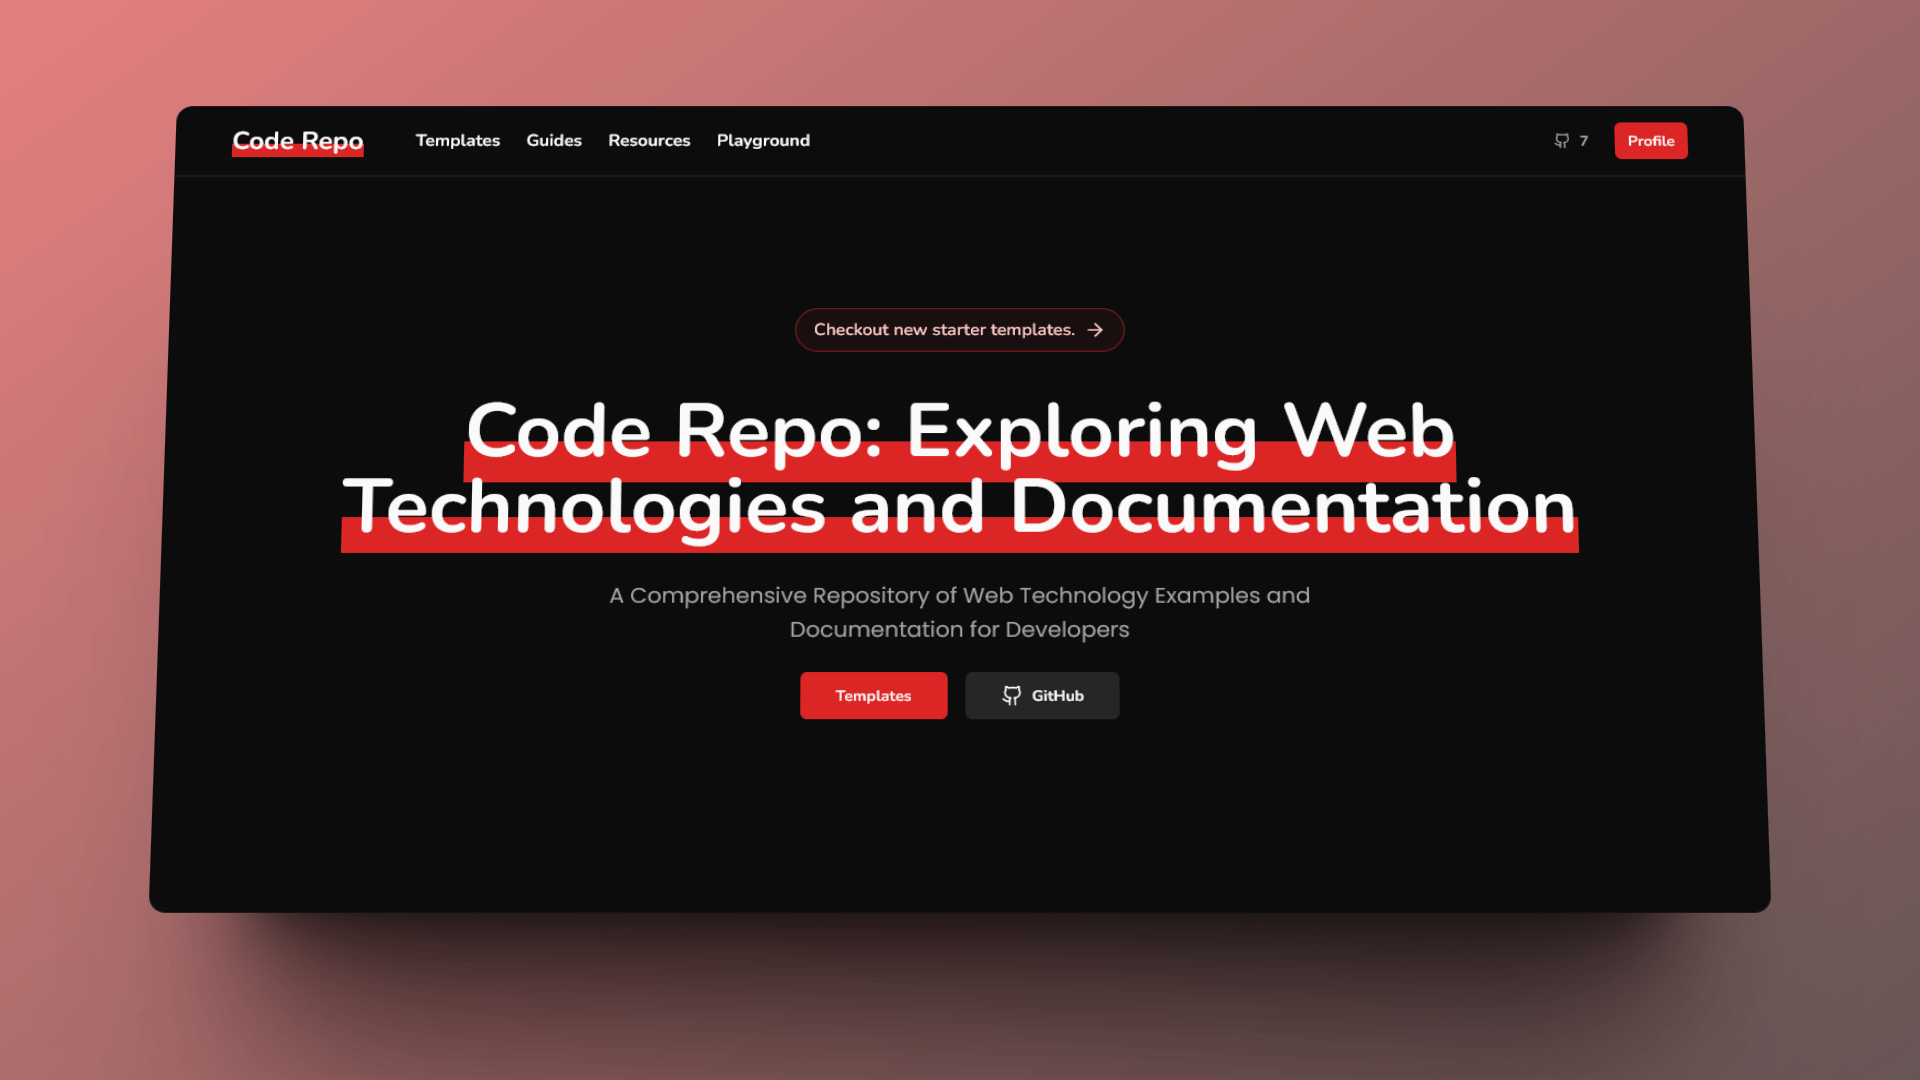 Code Repo
Templates Guides Resources Playground
7
Profile
Checkout new starter templates.
Code Repo: Exploring Web
Technologies and Documentation
A Comprehensive Repository of Web Technology Examples and
Documentation for Developers
Templates
GitHub